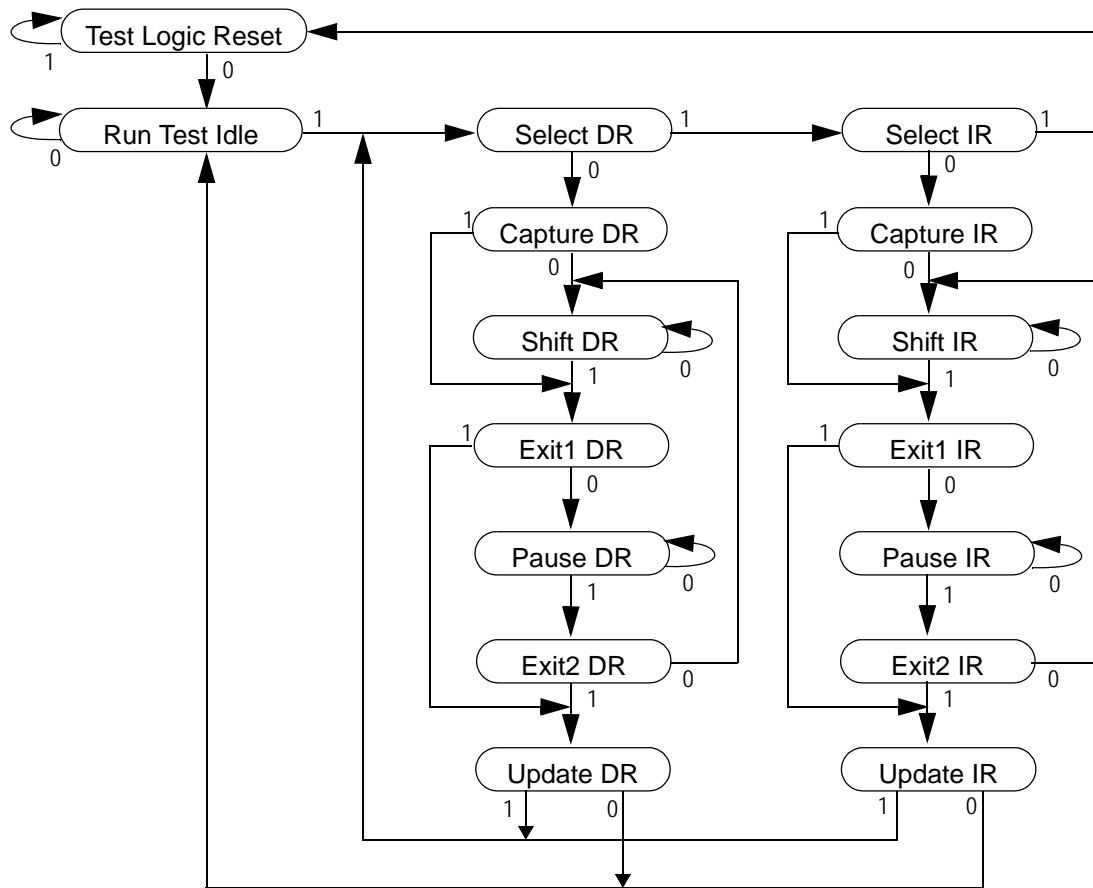 Test Logic Reset
1
0
Run Test Idle
1
0
Select DR
1
0
Select IR
1
0
1
Capture DR
0
1
Capture IR
0
Shift DR
0
1
Shift IR
0
1
1
Exit1 DR
0
1
Exit1 IR
0
Pause DR
0
1
Pause IR
0
1
Exit2 DR
0
1
Exit2 IR
0
1
Update DR
1
0
Update IR
1
0